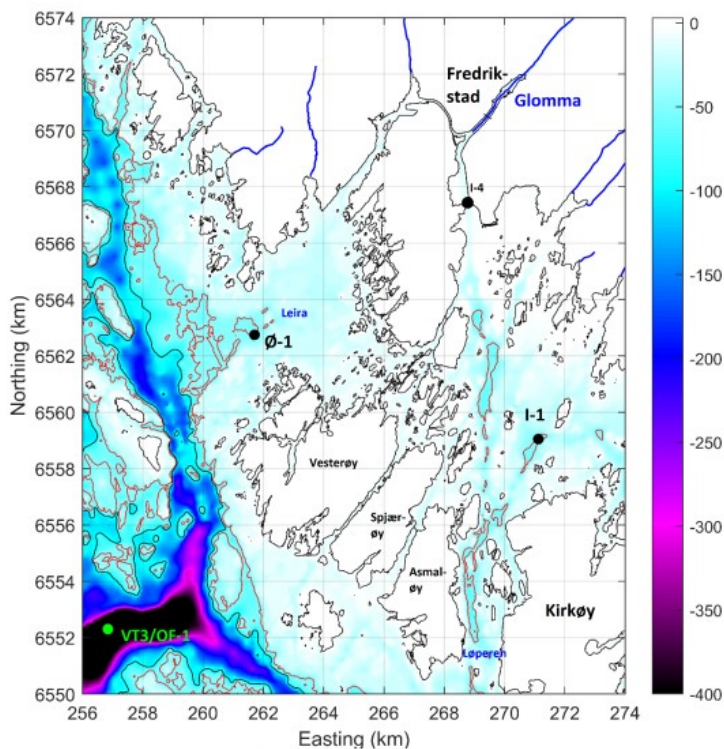 6574
6572
6570
6568
6566
6564
6562
6560
6558
6556
6554
6552
6550
Northing (km)
Fredrik-
stad
Glomma
I-4
Leira
Ø-1
I-1
Vesterøy
Spjær-
øy
Asmal-
øy
Kirkøy
VT3/OF-1
Løperen
256 258 260 262 264 266 268 270 272 274
Easting (km)
0
-50
-100
-150
-200
-250
-300
-350
-400